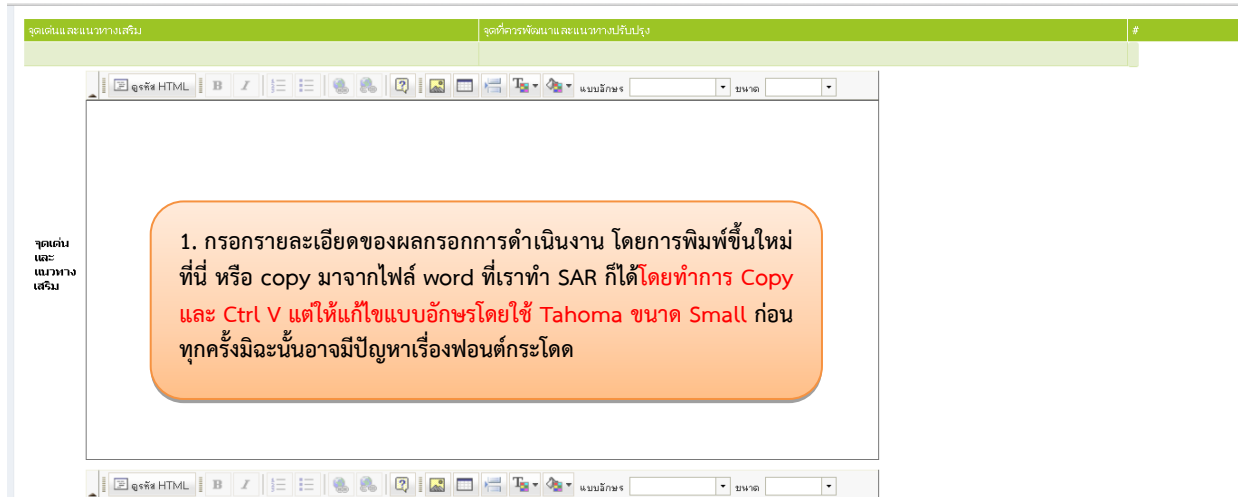 จุดเด่นและแนวทางเสริม จุดที่ควรพัฒนาและแนวทางปรับปรุง #
ดูรหัส HTML B I แบบอักษร ขนาด
จุดเด่น
และ
แนวทาง
เสริม
1. กรอกรายละเอียดของผลกรอกการดำเนินงาน โดยการพิมพ์ขึ้นใหม่
ที่นี่ หรือ copy มาจากไฟล์ word ที่เราทำ SAR ก็ได้โดยทำการ Copy
และ Ctrl V แต่ให้แก้ไขแบบอักษรโดยใช้ Tahoma ขนาด Small ก่อน
ทุกครั้งมิฉะนั้นอาจมีปัญหาเรื่องฟอนต์กระโดด
ดูรหัส HTML B I แบบอักษร ขนาด